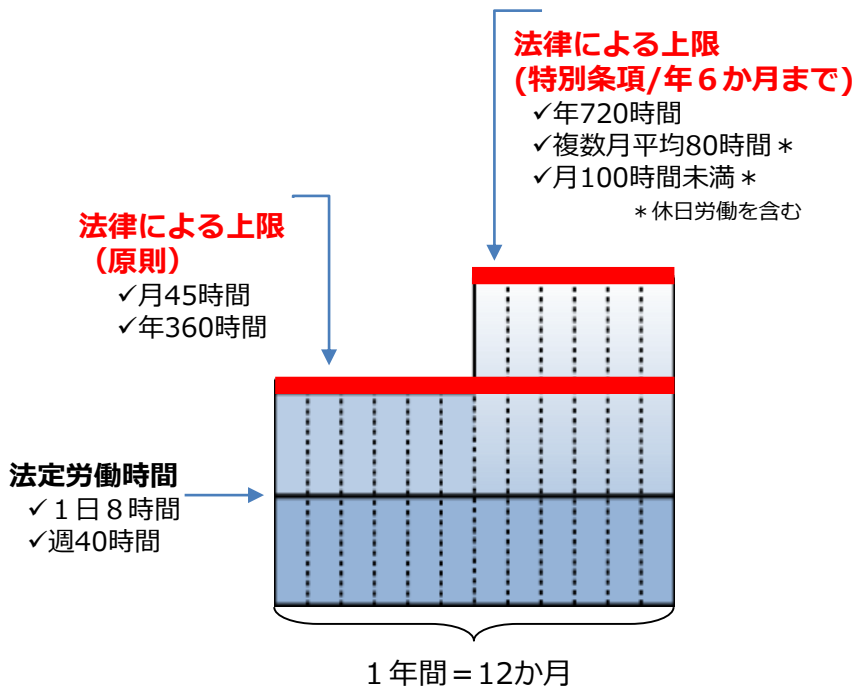 法律による上限
(特別条項/年６か月まで)
✓年720時間
✓複数月平均80時間＊
✓月100時間未満＊
＊休日労働を含む
法律による上限
（原則）
✓月45時間
✓年360時間
法定労働時間
✓１日８時間
✓週40時間
１年間＝12か月